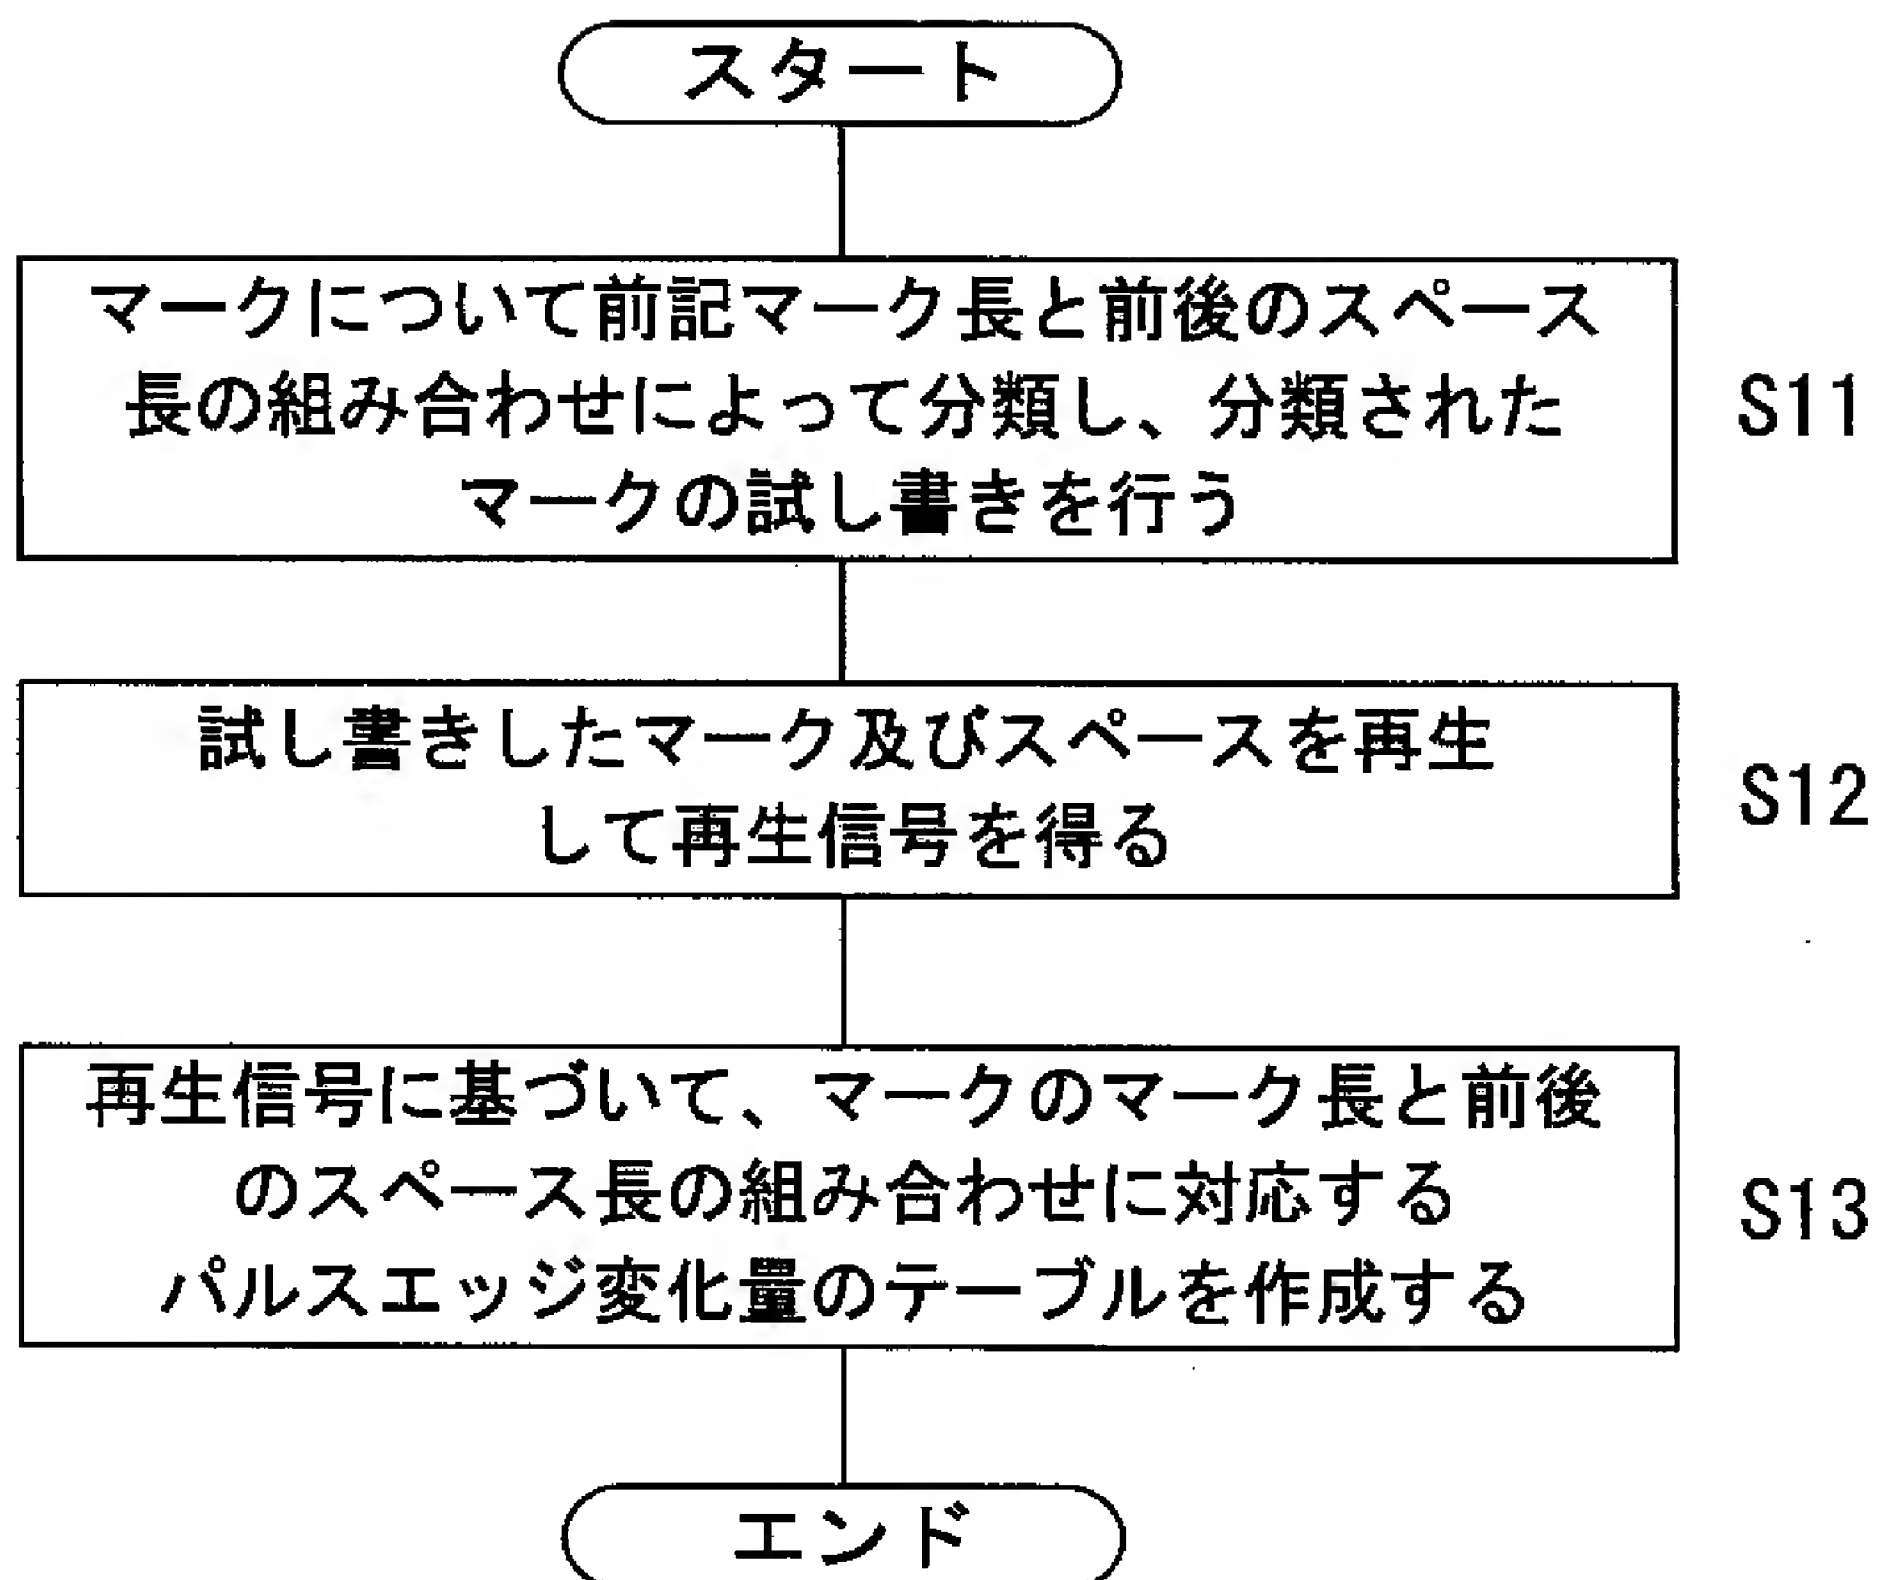 スタート
マークについて前記マーク長と前後のスペース
長の組み合わせによって分類し、分類された
マークの試し書きを行う
S11
試し書きしたマーク及びスペースを再生
して再生信号を得る
S12
再生信号に基づいて、マークのマーク長と前後
のスペース長の組み合わせに対応する
パルスエッジ変化量のテーブルを作成する
S13
エンド